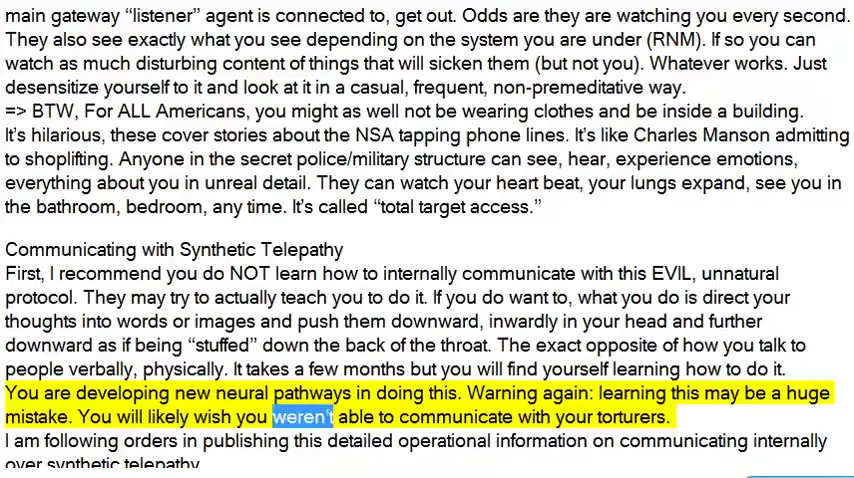 main gateway “listener” agent is connected to, get out. Odds are they are watching you every second.
They also see exactly what you see depending on the system you are under (RNM). If so you can
watch as much disturbing content of things that will sicken them (but not you). Whatever works. Just
desensitize yourself to it and look at it in a casual, frequent, non-premeditative way.
=> BTW, For ALL Americans, you might as well not be wearing clothes and be inside a building.
It’s hilarious, these cover stories about the NSA tapping phone lines. It’s like Charles Manson admitting
to shoplifting. Anyone in the secret police/military structure can see, hear, experience emotions,
everything about you in unreal detail. They can watch your heart beat, your lungs expand, see you in
the bathroom, bedroom, any time. It’s called “total target access.”
Communicating with Synthetic Telepathy
First, I recommend you do NOT learn how to internally communicate with this EVIL, unnatural
protocol. They may try to actually teach you to do it. If you do want to, what you do is direct your
thoughts into words or images and push them downward, inwardly in your head and further
downward as if being “stuffed” down the back of the throat. The exact opposite of how you talk to
people verbally, physically. It takes a few months but you will find yourself learning how to do it.
You are developing new neural pathways in doing this. Warning again: learning this may be a huge
mistake. You will likely wish you weren’t able to communicate with your torturers.
I am following orders in publishing this detailed operational information on communicating internally
over synthetic telepathy